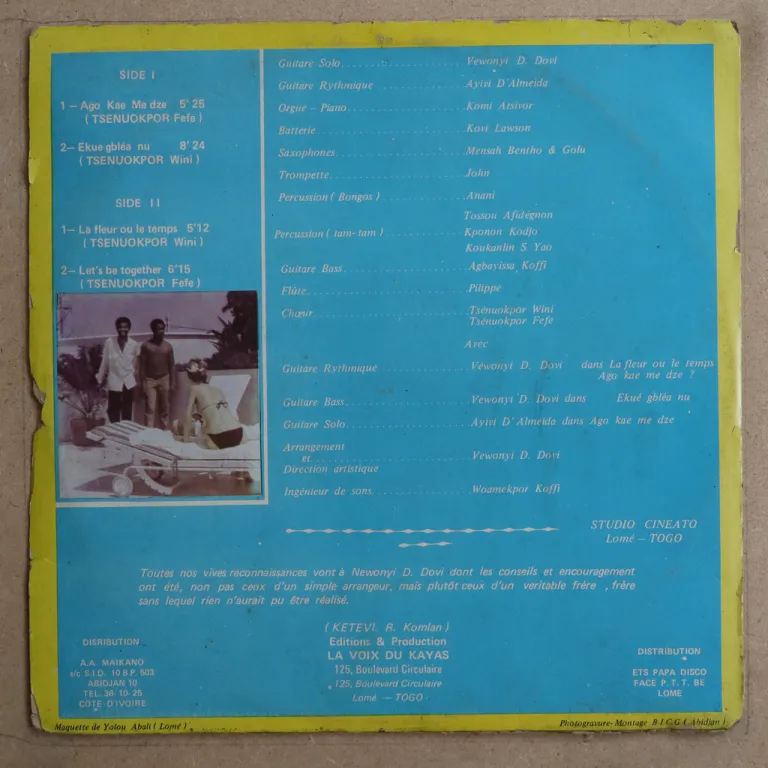 SIDE I
1 – Ago Kae Me dze 5'25
( TSENUOKPOR Fefe )
2– Ekue gbléa nu 8'24
( TSENUOKPOR Wini )
SIDE II
1– La fleur ou le temps 5'12
( TSENUOKPOR Wini )
2– Let's be together 6'15
( TSENUOKPOR Fefe )
Guitare Solo Vewonyi D. Dovi
Guitare Rythmique Ayivi D'Almeida
Orgue – Piano Komi Atsivor
Batterie Kovi Lawson
Saxophones Mensah Bentho & Golu
Trompette John
Percussion ( Bongos ) Anani
Tossou Afidégnon
Percussion ( tam-tam ) Kponon Kodjo
Koukanlin S. Yao
Guitare Bass Agbayissa Koffi
Flûte Pilippe
Chœur Tsénuokpor Wini
Tsénuokpor Fefe
Avec
Guitare Rythmique Véwonyi D. Dovi dans La fleur ou le temps
Ago kae me dze ?
Guitare Bass Vewonyi D. Dovi dans Ekué gbléa nu
Guitare Solo Ayivi D'Almeida dans Ago kae me dze
Arrangement
et Vewonyi D. Dovi
Direction artistique
Ingénieur de sons Woamekpor Koffi
STUDIO CINEATO
Lomé – TOGO
Toutes nos vives reconnaissances vont à Newonyi D. Dovi dont les conseils et encouragement
ont été, non pas ceux d'un simple arrangeur, mais plutôt ceux d'un veritable frère , frère
sans lequel rien n'aurait pu être réalisé.
( KETEVI. R. Komlan )
Editions & Production
LA VOIX DU KAYAS
125, Boulevard Circulaire
125, Boulevard Circulaire
Lomé – TOGO
DISRIBUTION
A.A. MAIKANO
s/c S.I.D. 10 B P. 503
ABIDJAN 10
TEL. 36-10-25
COTE D'IVOIRE
DISTRIBUTION
ETS PAPA DISCO
FACE P. T. T. BE
LOME
Maquette de Yalou Abali ( Lomé )
Photogravure-Montage B I C G ( Abidjan )